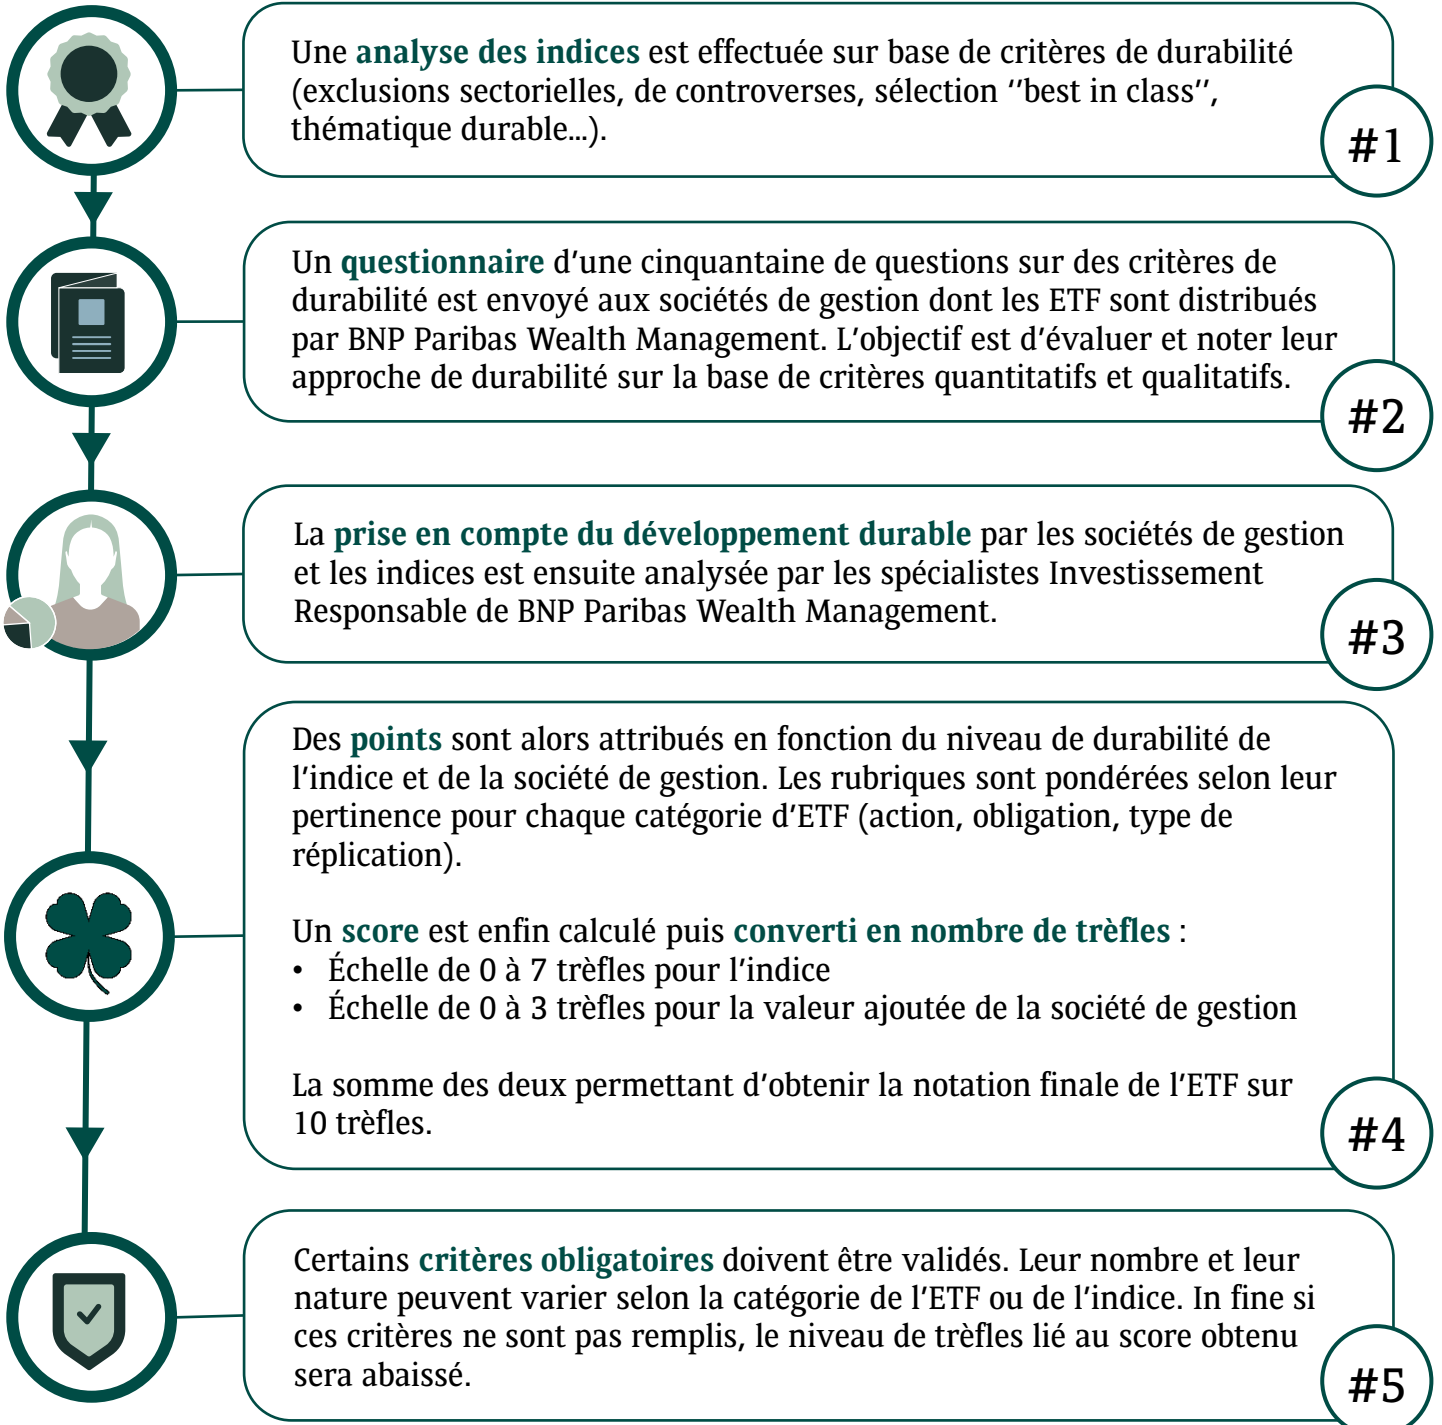 Une analyse des indices est effectuée sur base de critères de durabilité
(exclusions sectorielles, de controverses, sélection ‘’best in class’’,
thématique durable…).
#1
Un questionnaire d’une cinquantaine de questions sur des critères de
durabilité est envoyé aux sociétés de gestion dont les ETF sont distribués
par BNP Paribas Wealth Management. L’objectif est d’évaluer et noter leur
approche de durabilité sur la base de critères quantitatifs et qualitatifs.
#2
La prise en compte du développement durable par les sociétés de gestion
et les indices est ensuite analysée par les spécialistes Investissement
Responsable de BNP Paribas Wealth Management.
#3
Des points sont alors attribués en fonction du niveau de durabilité de
l’indice et de la société de gestion. Les rubriques sont pondérées selon leur
pertinence pour chaque catégorie d’ETF (action, obligation, type de
réplication).
Un score est enfin calculé puis converti en nombre de trèfles :
• Échelle de 0 à 7 trèfles pour l’indice
• Échelle de 0 à 3 trèfles pour la valeur ajoutée de la société de gestion
La somme des deux permettant d’obtenir la notation finale de l’ETF sur
10 trèfles.
#4
Certains critères obligatoires doivent être validés. Leur nombre et leur
nature peuvent varier selon la catégorie de l’ETF ou de l’indice. In fine si
ces critères ne sont pas remplis, le niveau de trèfles lié au score obtenu
sera abaissé.
#5